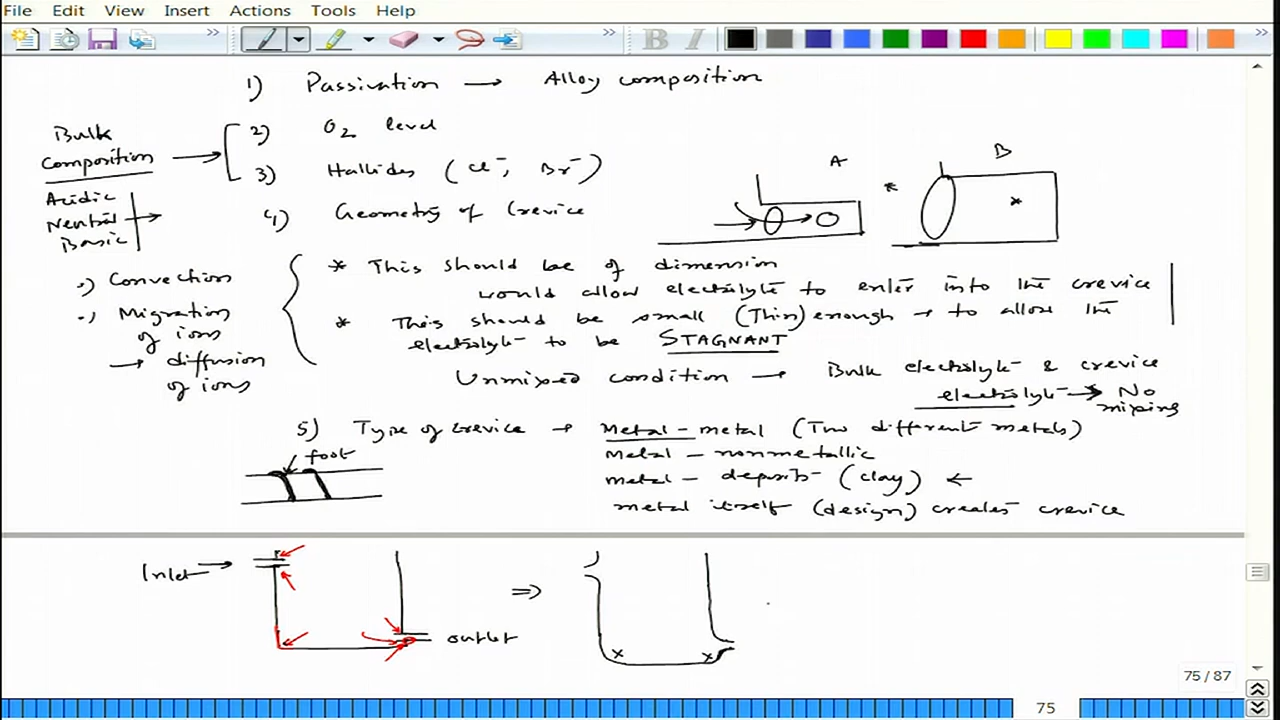 File Edit View Insert Actions Tools Help
1) Passivation → Alloy composition
Bulk
composition →
2) O2 level
3) Hallides (Cl-, Br-)
Acidic
Neutral →
Basic
4) Geometry of Crevice
A
B
*
*
.) Convection
., Migration
of ions
→ diffusion
of ions
* This should be of dimension
would allow electrolyte to enter into the crevice
* This should be small (Thin) enough → to allow the
electrolyte to be STAGNANT
Unmixed condition → Bulk electrolyte & crevice
electrolyte → No
mixing
5) Type of crevice → Metal - metal (Two different metals)
metal - nonmetallic
metal - deposits (clay) ←
metal itself (design) creates crevice
foot
Inlet →
⇒
outlet
x x
75 / 87
75